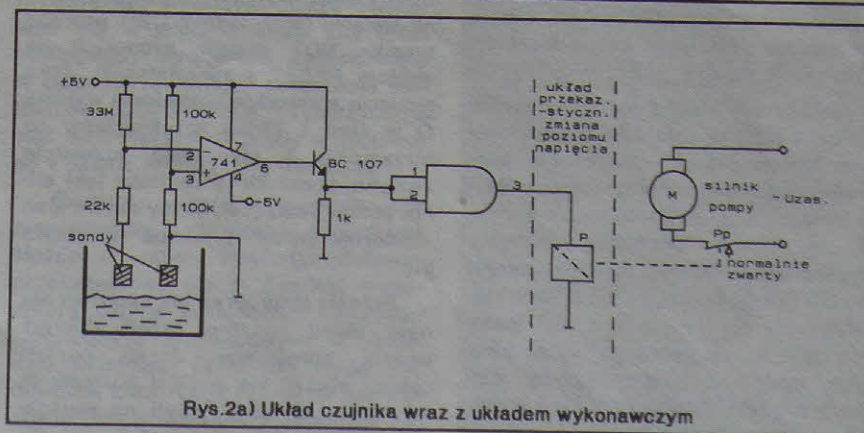 +5V
33M
100k
2
3
741
7
4
6
BC 107
-5V
22k
100k
1k
sondy
1
2
3
układ
przekaz.
-styczn.
zmiana
poziomu
napięcia
P
M
silnik
pompy
~ Uzas.
Pp
normalnie
zwarty
Rys.2a) Układ czujnika wraz z układem wykonawczym